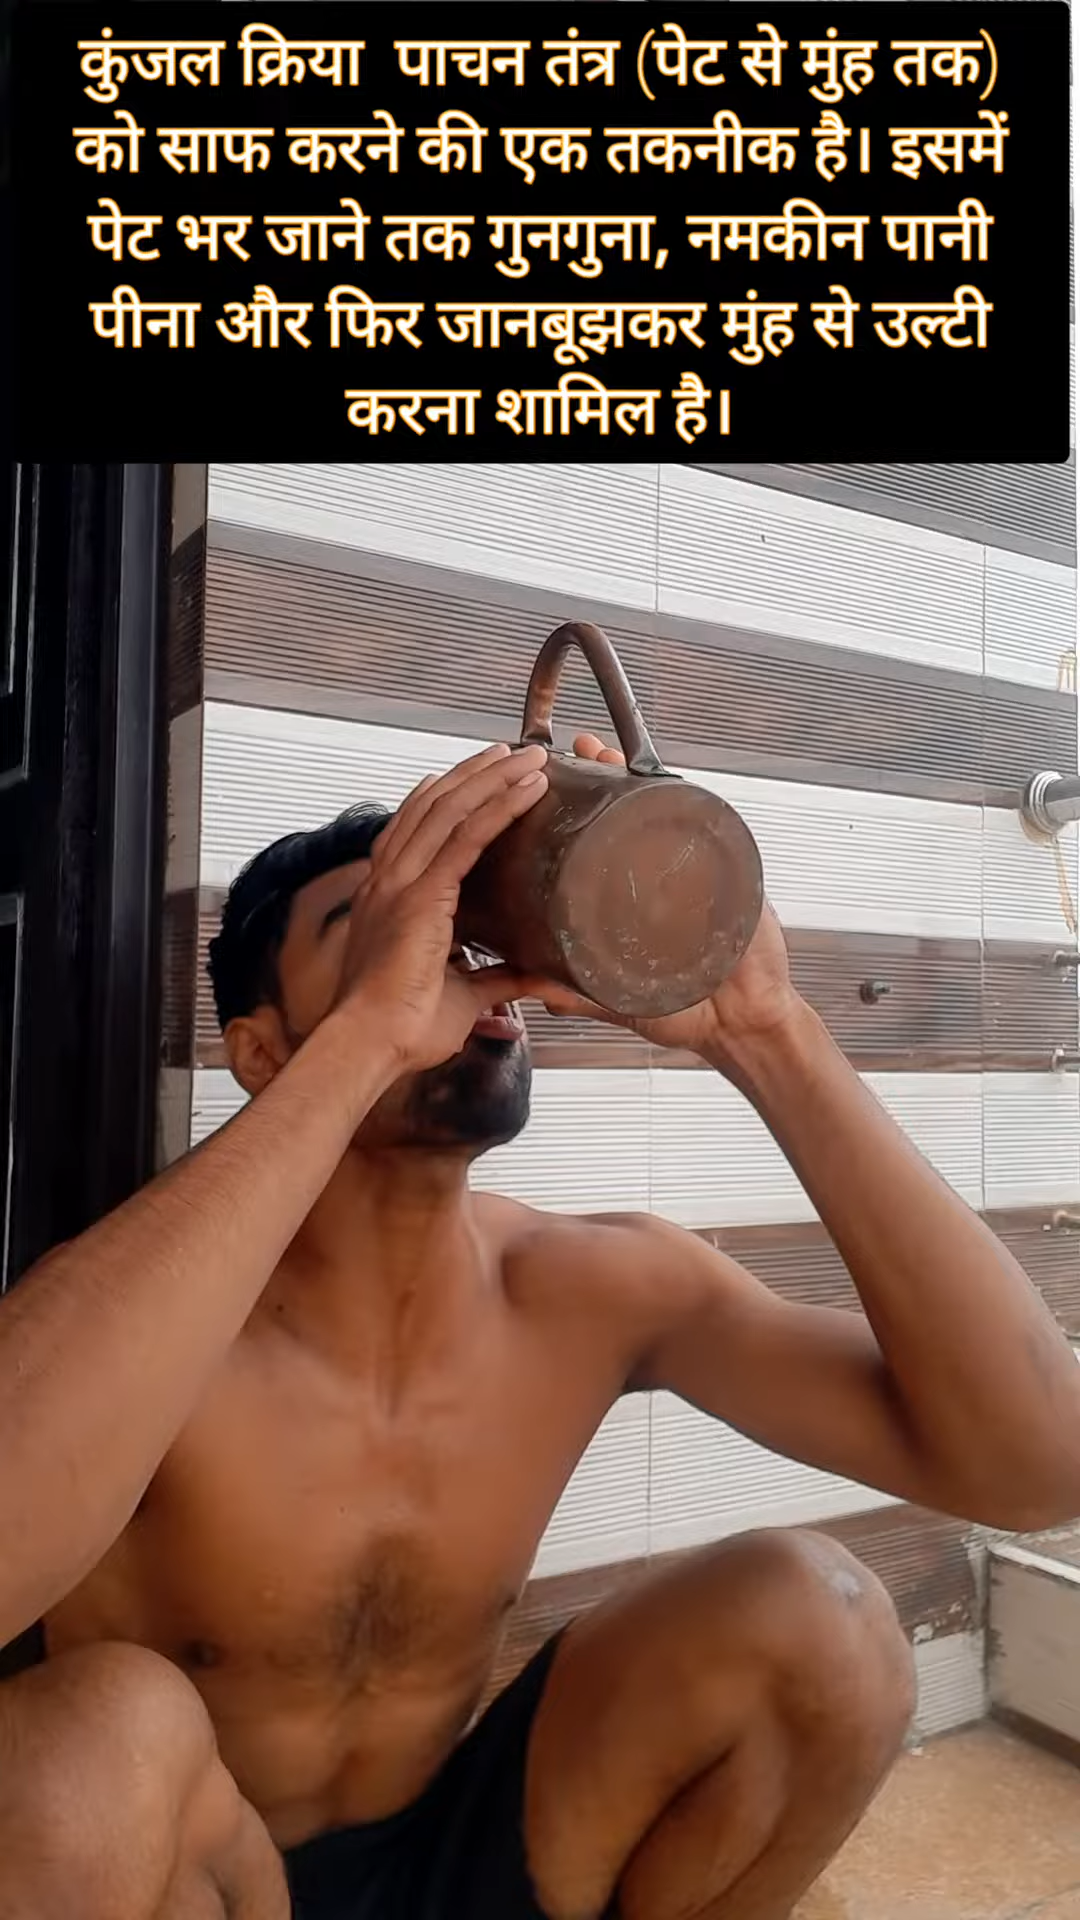 कुंजल क्रिया पाचन तंत्र (पेट से मुंह तक)
को साफ करने की एक तकनीक है। इसमें
पेट भर जाने तक गुनगुना, नमकीन पानी
पीना और फिर जानबूझकर मुंह से उल्टी
करना शामिल है।